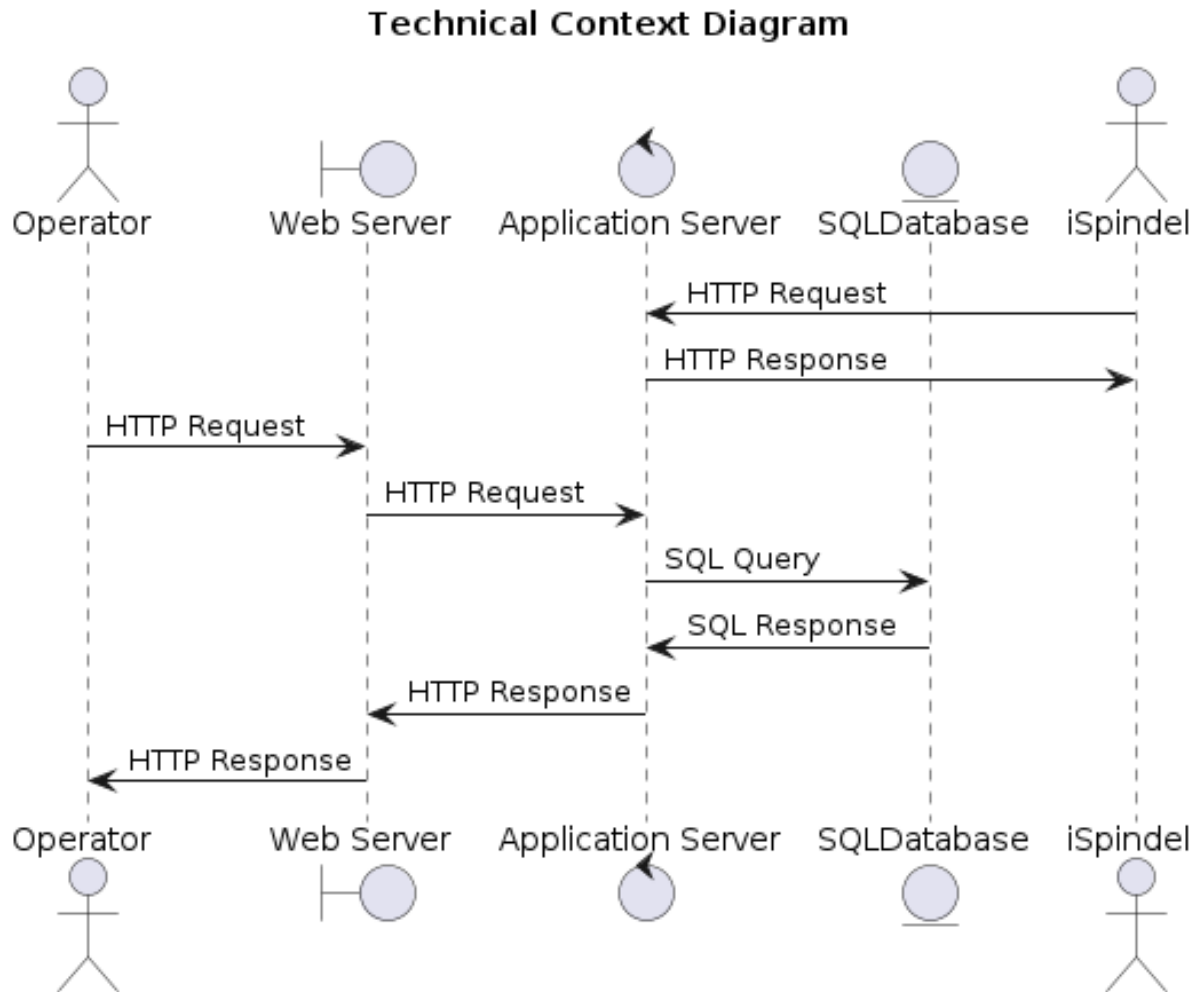 Technical Context Diagram
Operator
Web Server
Application Server
SQLDatabase
iSpindel
HTTP Request
HTTP Response
HTTP Request
HTTP Request
SQL Query
SQL Response
HTTP Response
HTTP Response
Operator
Web Server
Application Server
SQLDatabase
iSpindel